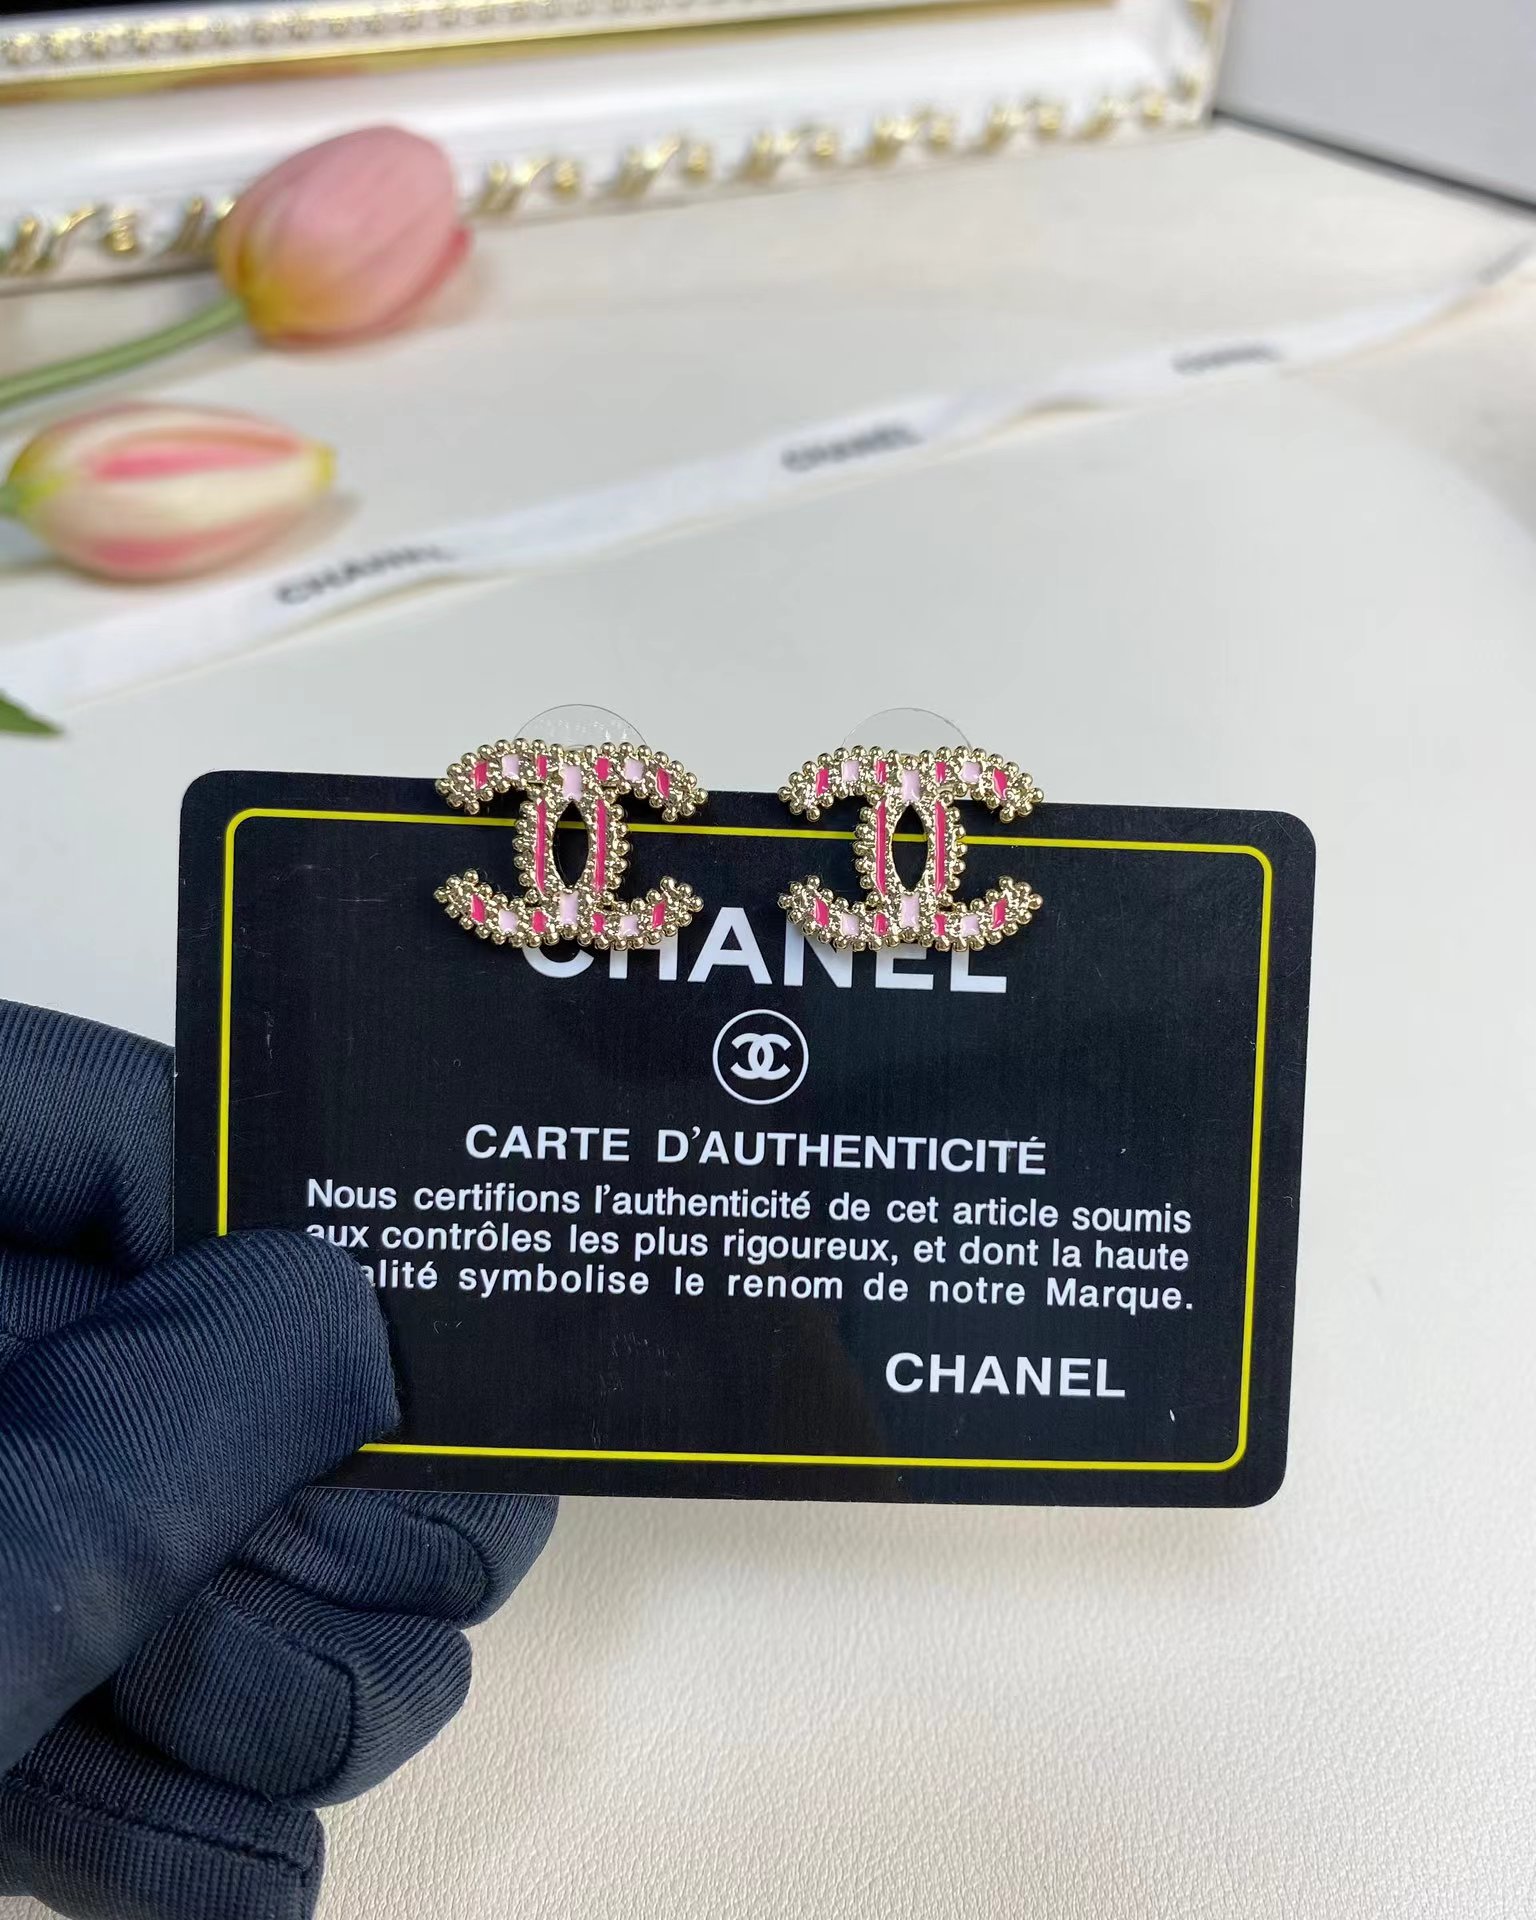 CHANEL
CHANEL
CHANEL
CHANEL
CARTE D'AUTHENTICITÉ
Nous certifions l'authenticité de cet article soumis
aux contrôles les plus rigoureux, et dont la haute
alité symbolise le renom de notre Marque.
CHANEL